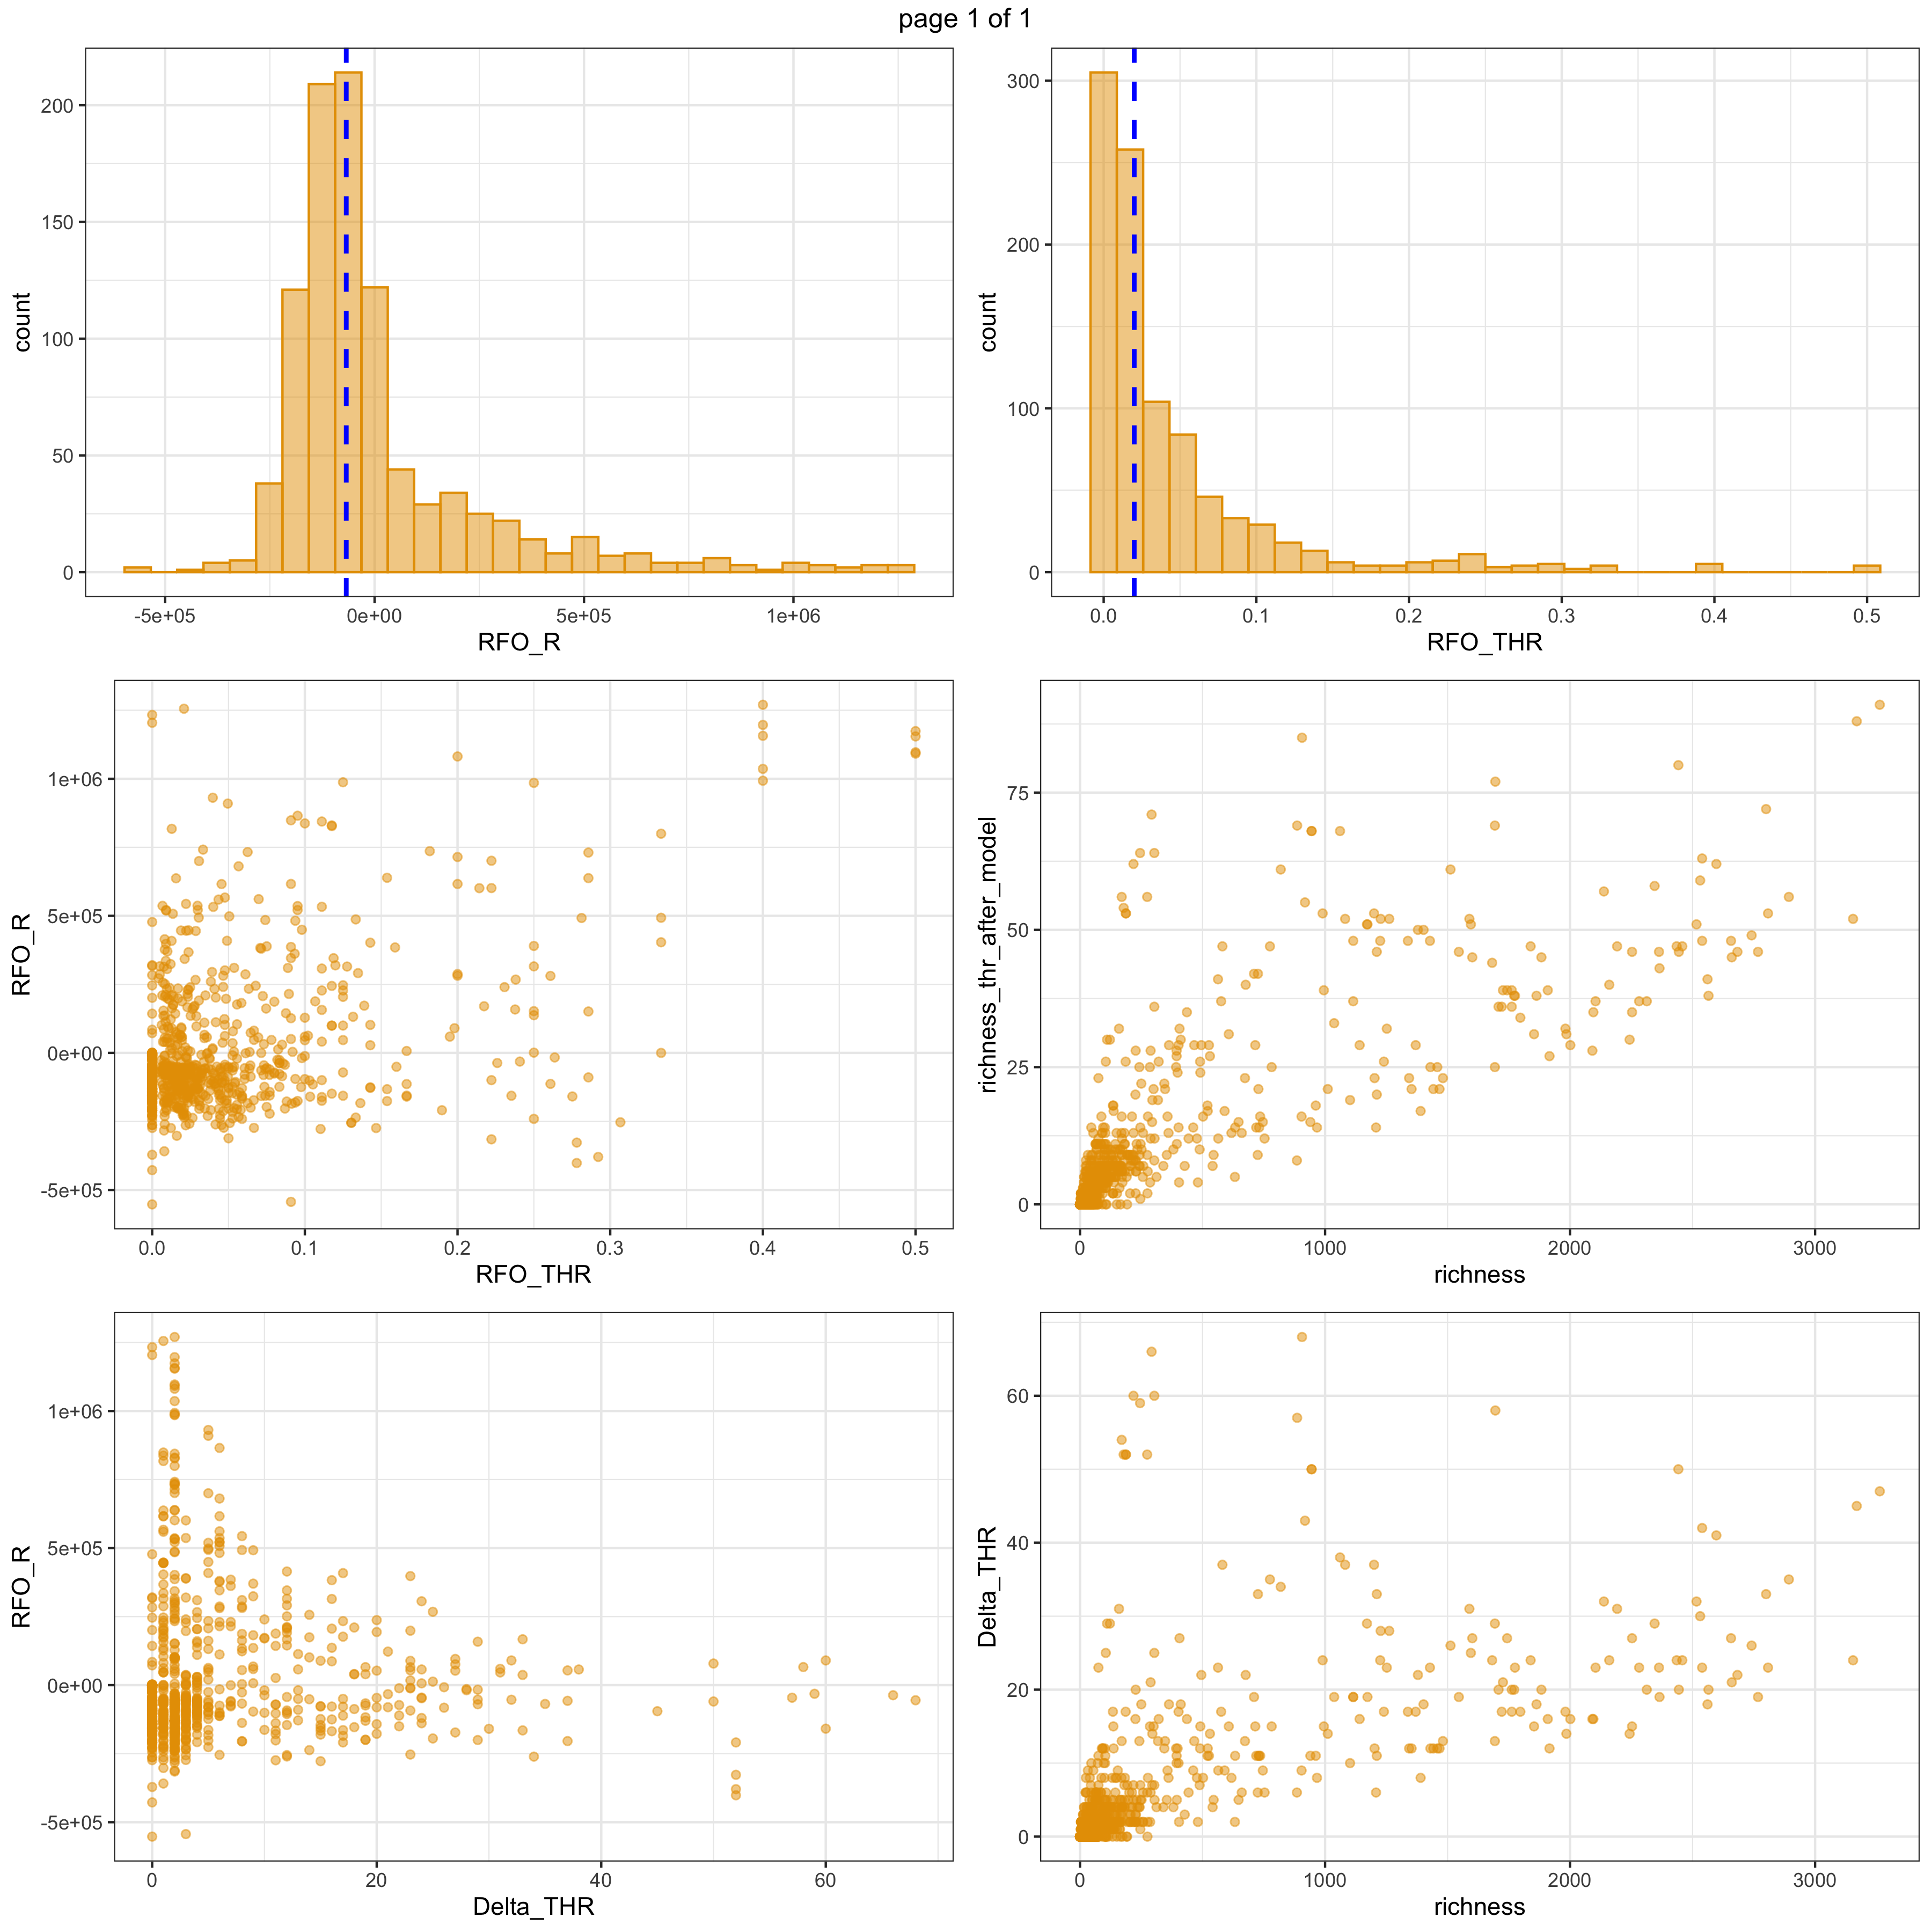 page 1 of 1
count
200
150
100
50
0
-5e+05
0e+00
5e+05
1e+06
RFO_R
count
300
200
100
0
0.0
0.1
0.2
0.3
0.4
0.5
RFO_THR
RFO_R
1e+06
5e+05
0e+00
-5e+05
0.0
0.1
0.2
0.3
0.4
0.5
RFO_THR
richness_thr_after_model
75
50
25
0
0
1000
2000
3000
richness
RFO_R
1e+06
5e+05
0e+00
-5e+05
0
20
40
60
Delta_THR
Delta_THR
60
40
20
0
0
1000
2000
3000
richness